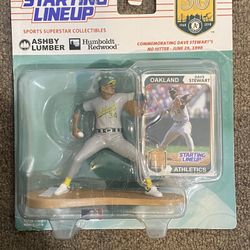 STARTING
LINEUP
SPORTS SUPERSTAR COLLECTIBLES
ASHBY
LUMBER
Humboldt
Redwood
COMMEMORATING DAVE STEWART'S
NO HITTER - JUNE 29, 1990
OAKLAND
DAVE
STEWART
STARTING
LINEUP
ATHLETICS